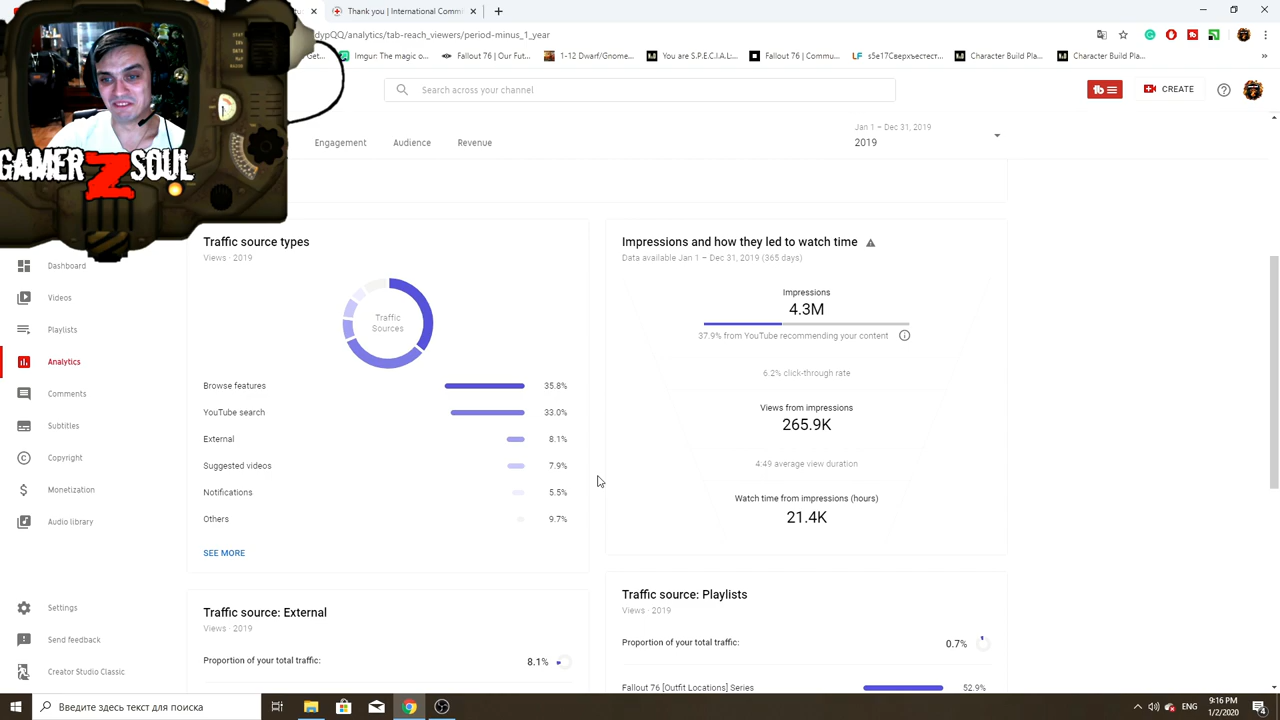 Thank you | International Commi
dypQQ/analytics/tab-reach_viewers/period-minus_1_year
et...
Imgur: The magic o...
Fallout 76 | Our Fut...
1-12 Dwarf/Gnome...
You are S.P.E.C.I.A.L:...
Fallout 76 | Commu...
s5e17Сверхъестест...
Character Build Pla...
Character Build Pla...
Search across your channel
CREATE
Engagement
Audience
Revenue
Jan 1 – Dec 31, 2019
2019
GAMER Z SOUL
Dashboard
Videos
Playlists
Analytics
Comments
Subtitles
Copyright
Monetization
Audio library
Settings
Send feedback
Creator Studio Classic
Traffic source types
Views · 2019
Traffic
Sources
Browse features 35.8%
YouTube search 33.0%
External 8.1%
Suggested videos 7.9%
Notifications 5.5%
Others 9.7%
SEE MORE
Impressions and how they led to watch time
Data available Jan 1 – Dec 31, 2019 (365 days)
Impressions
4.3M
37.9% from YouTube recommending your content
6.2% click-through rate
Views from impressions
265.9K
4:49 average view duration
Watch time from impressions (hours)
21.4K
Traffic source: External
Views · 2019
Proportion of your total traffic: 8.1%
Traffic source: Playlists
Views · 2019
Proportion of your total traffic: 0.7%
Fallout 76 [Outfit Locations] Series 52.9%
Введите здесь текст для поиска
9:16 PM
1/2/2020